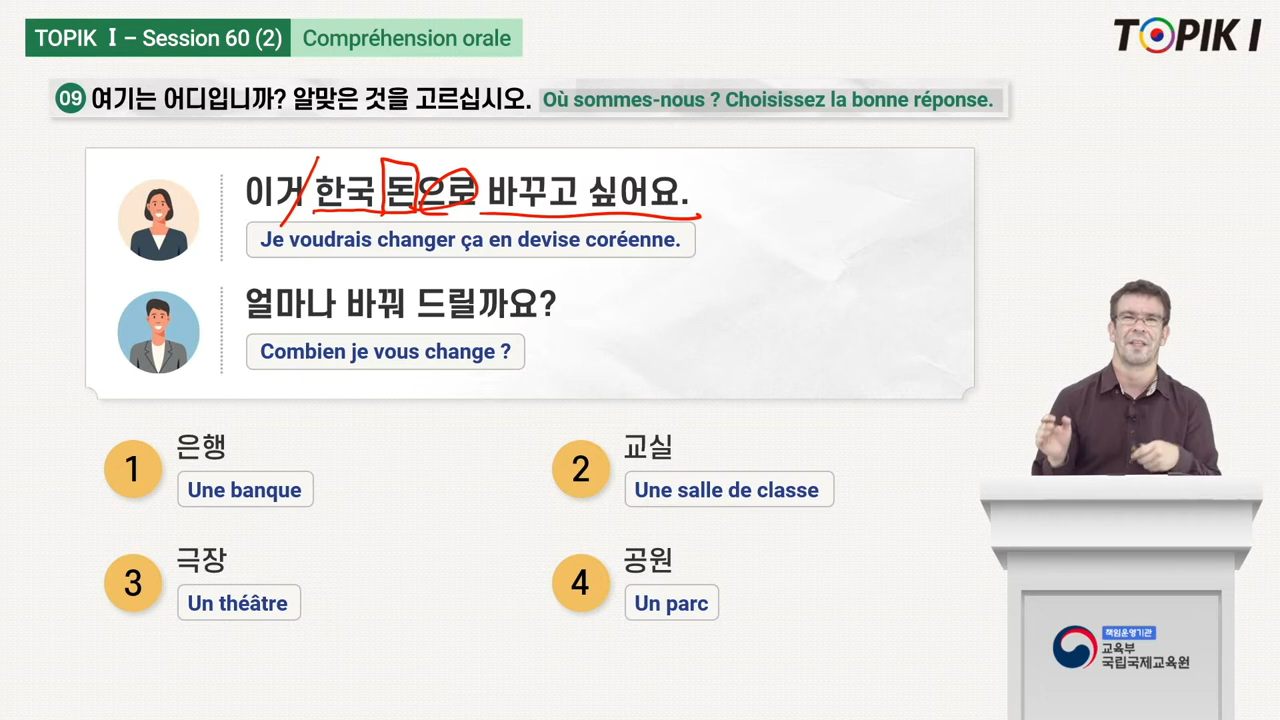 TOPIK Ⅰ – Session 60 (2) Compréhension orale
TOPIK I
09 여기는 어디입니까? 알맞은 것을 고르십시오. Où sommes-nous ? Choisissez la bonne réponse.
이거 한국 돈으로 바꾸고 싶어요.
Je voudrais changer ça en devise coréenne.
얼마나 바꿔 드릴까요?
Combien je vous change ?
1 은행
Une banque
2 교실
Une salle de classe
3 극장
Un théâtre
4 공원
Un parc
책임운영기관
교육부
국립국제교육원